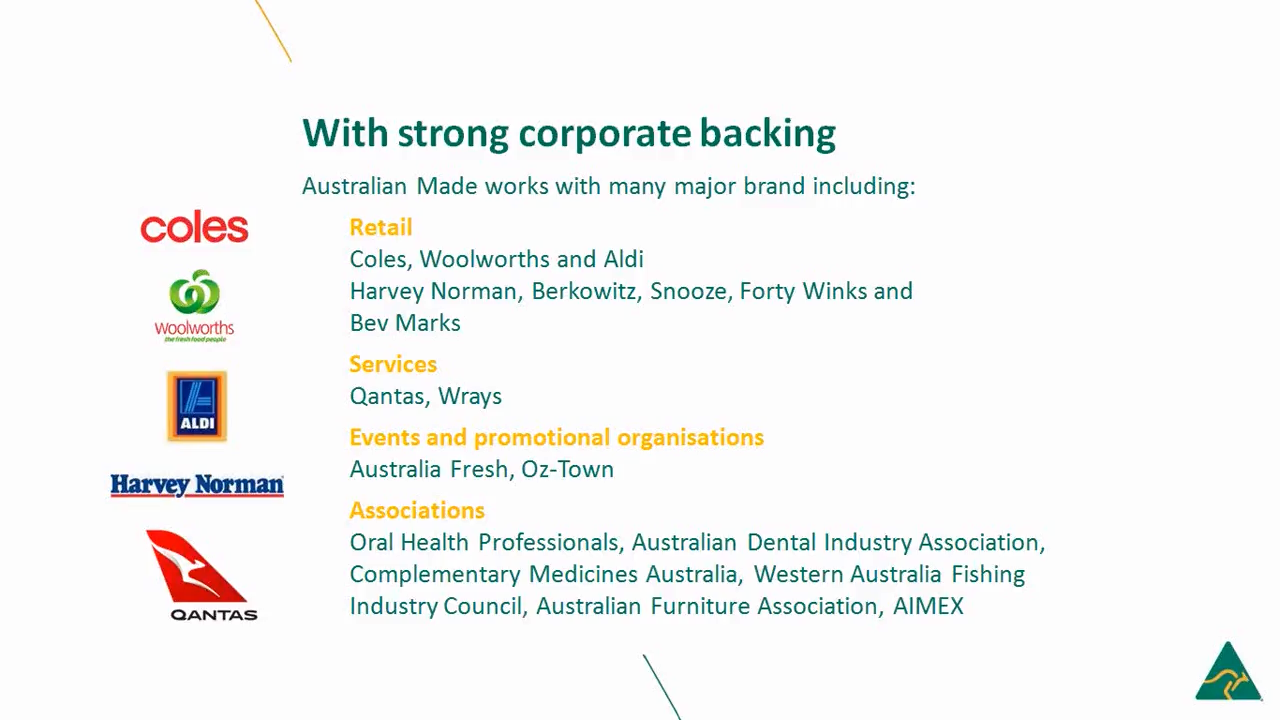 With strong corporate backing
Australian Made works with many major brand including:
Retail
Coles, Woolworths and Aldi
Harvey Norman, Berkowitz, Snooze, Forty Winks and
Bev Marks
Services
Qantas, Wrays
Events and promotional organisations
Australia Fresh, Oz-Town
Associations
Oral Health Professionals, Australian Dental Industry Association,
Complementary Medicines Australia, Western Australia Fishing
Industry Council, Australian Furniture Association, AIMEX
coles
Woolworths
the fresh food people
ALDI
Harvey Norman
QANTAS